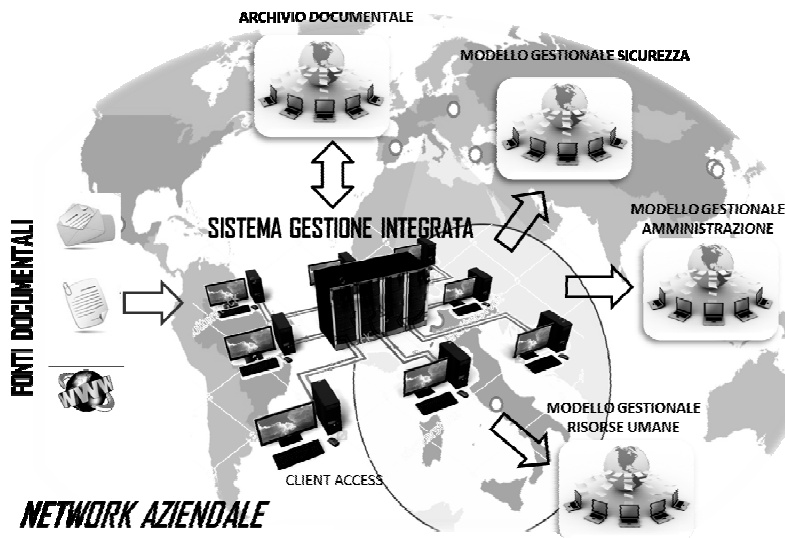 ARCHIVIO DOCUMENTALE
MODELLO GESTIONALE SICUREZZA
SISTEMA GESTIONE INTEGRATA
MODELLO GESTIONALE
AMMINISTRAZIONE
FONTI DOCUMENTALI
WWW
MODELLO GESTIONALE
RISORSE UMANE
CLIENT ACCESS
NETWORK AZIENDALE